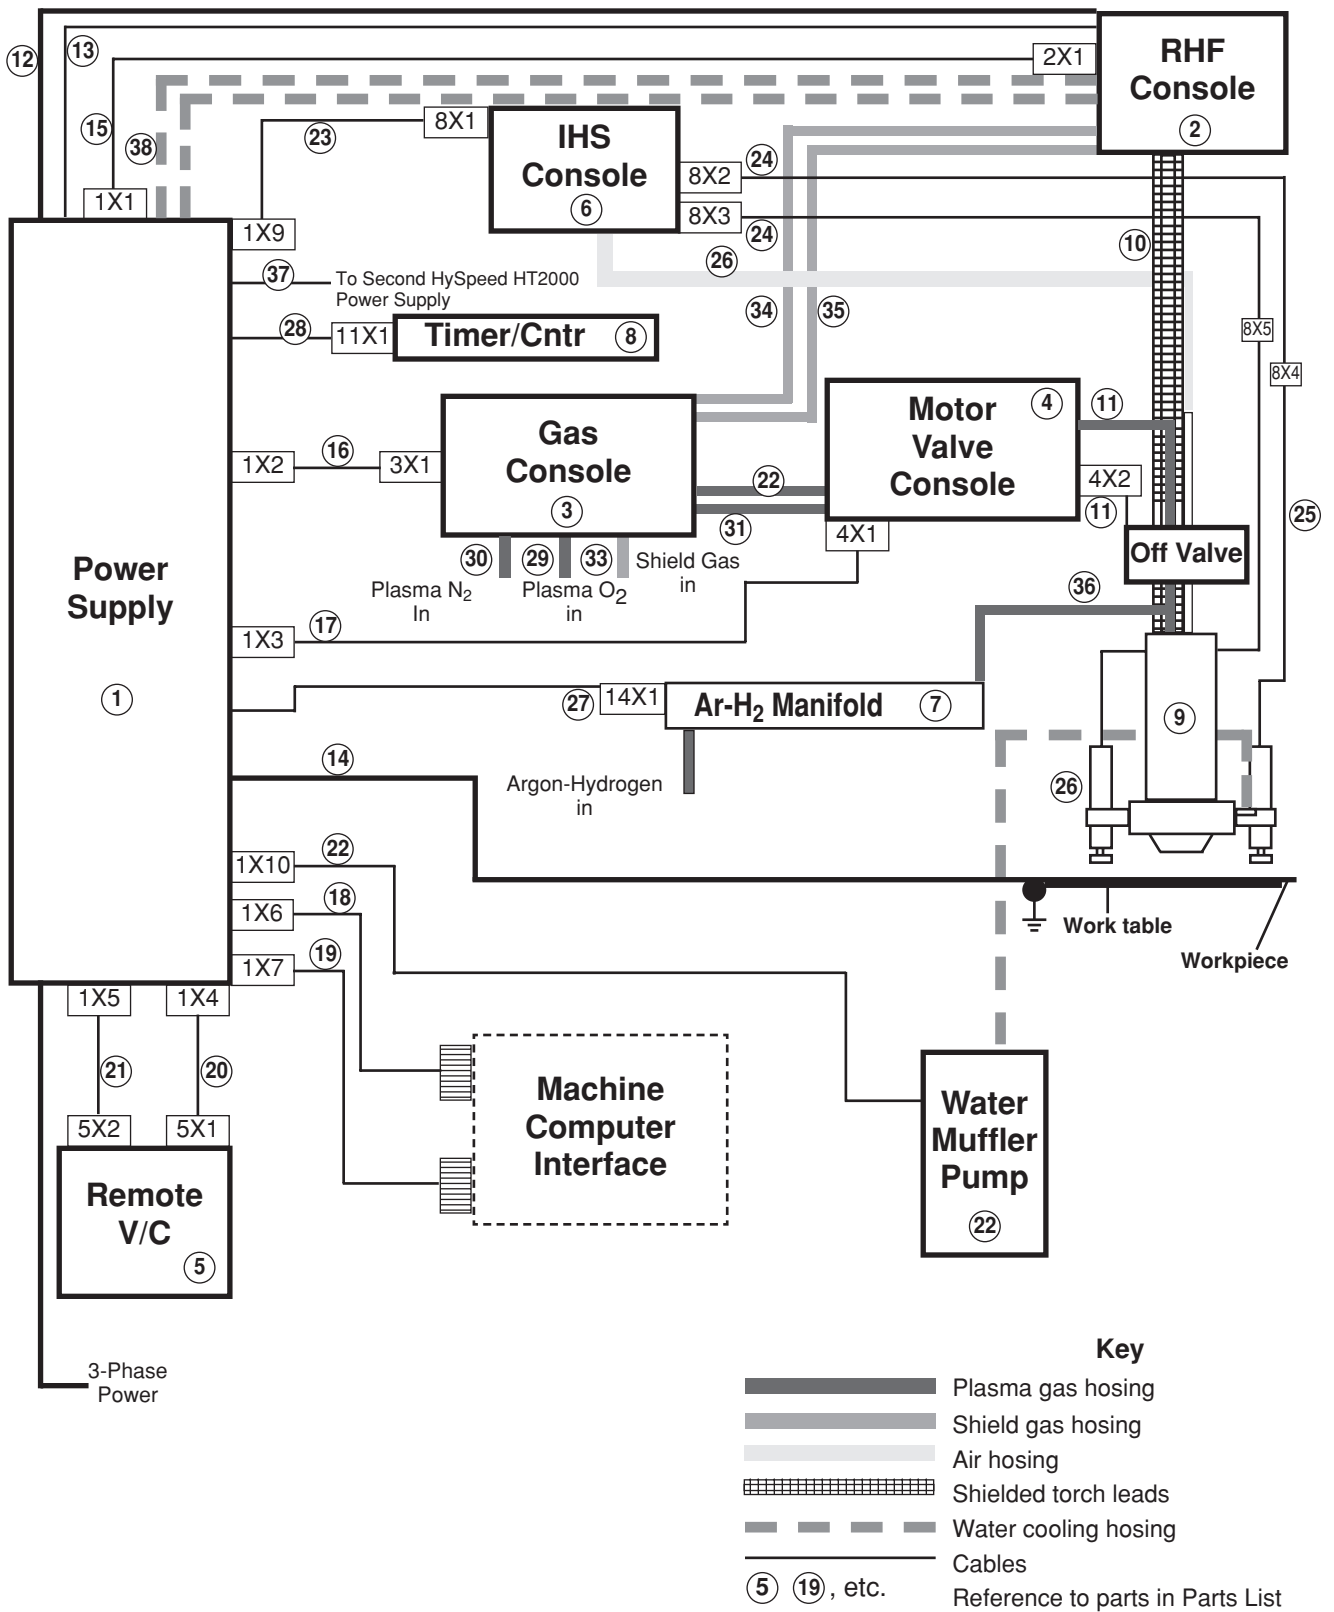 12
13
2X1
RHF
Console
2
15
38
23
8X1
IHS
Console
6
24
8X2
8X3
24
1X1
1X9
10
26
37
To Second HySpeed HT2000
Power Supply
34
35
28
11X1
Timer/Cntr
8
8X5
8X4
Gas
Console
3
Motor
Valve
Console
4
11
1X2
16
3X1
22
31
4X2
11
25
4X1
30
29
33
Shield Gas
in
Plasma N2
In
Plasma O2
in
Off Valve
Power
Supply
1
36
1X3
17
27
14X1
Ar-H2 Manifold
7
9
14
Argon-Hydrogen
in
26
1X10
22
1X6
18
1X7
19
Work table
Workpiece
1X5
1X4
21
20
5X2
5X1
Remote
V/C
5
Machine
Computer
Interface
Water
Muffler
Pump
22
3-Phase
Power
Key
Plasma gas hosing
Shield gas hosing
Air hosing
Shielded torch leads
Water cooling hosing
Cables
5 19 , etc.
Reference to parts in Parts List